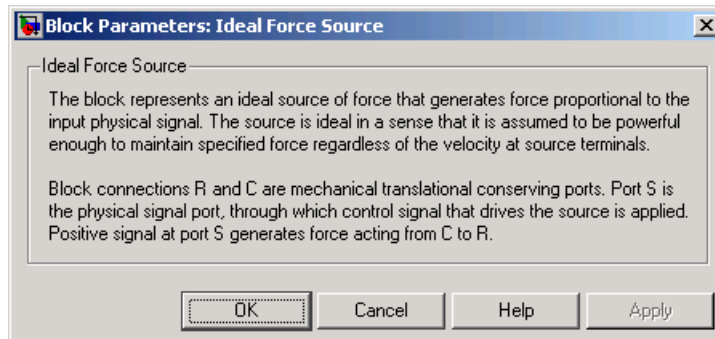 Block Parameters: Ideal Force Source
Ideal Force Source
The block represents an ideal source of force that generates force proportional to the
input physical signal. The source is ideal in a sense that it is assumed to be powerful
enough to maintain specified force regardless of the velocity at source terminals.
Block connections R and C are mechanical translational conserving ports. Port S is
the physical signal port, through which control signal that drives the source is applied.
Positive signal at port S generates force acting from C to R.
OK Cancel Help Apply